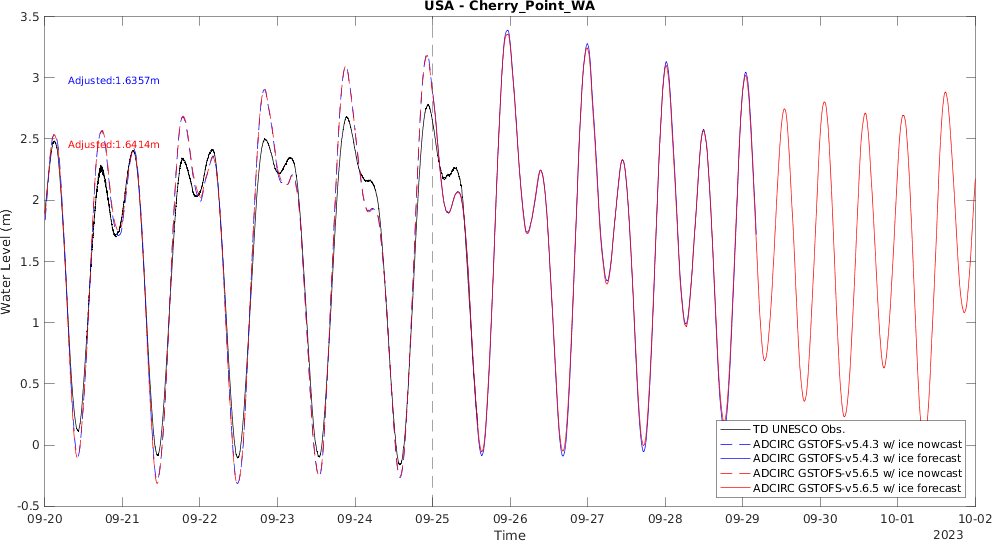 USA - Cherry_Point_WA
3.5
3
2.5
2
1.5
1
0.5
0
-0.5
Water Level (m)
Adjusted:1.6357m
Adjusted:1.6414m
TD UNESCO Obs.
ADCIRC GSTOFS-v5.4.3 w/ ice nowcast
ADCIRC GSTOFS-v5.4.3 w/ ice forecast
ADCIRC GSTOFS-v5.6.5 w/ ice nowcast
ADCIRC GSTOFS-v5.6.5 w/ ice forecast
09-20 09-21 09-22 09-23 09-24 09-25 09-26 09-27 09-28 09-29 09-30 10-01 10-02
Time
2023